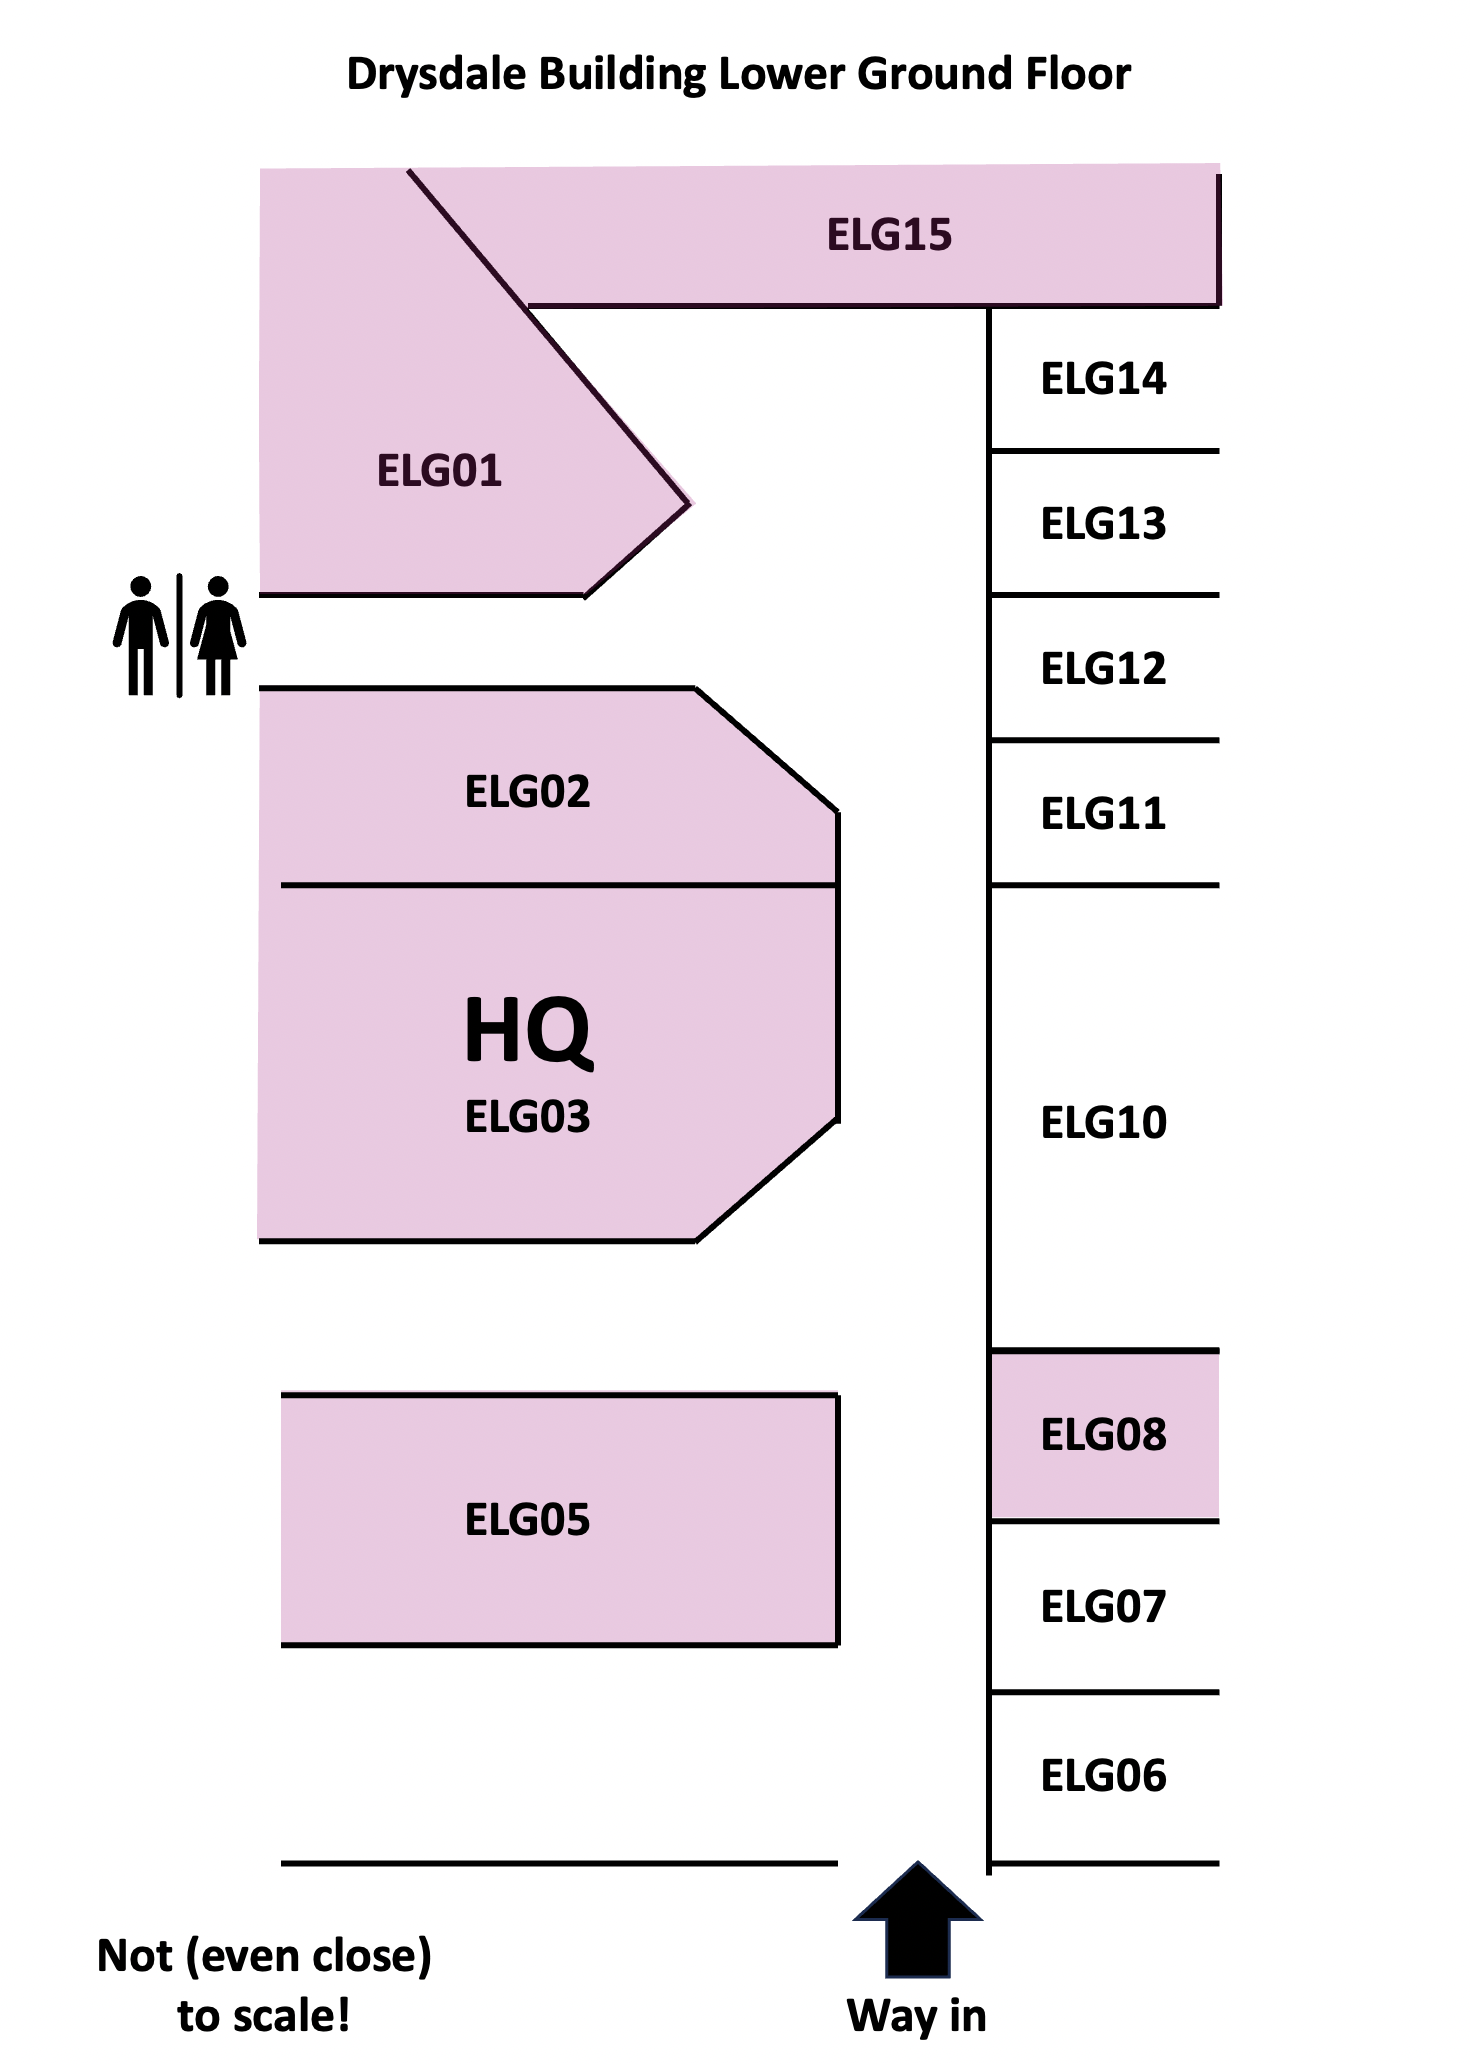 Drysdale Building Lower Ground Floor
ELG15
ELG14
ELG01
ELG13
ELG12
ELG02
ELG11
HQ
ELG03
ELG10
ELG08
ELG05
ELG07
ELG06
Not (even close)
to scale!
Way in